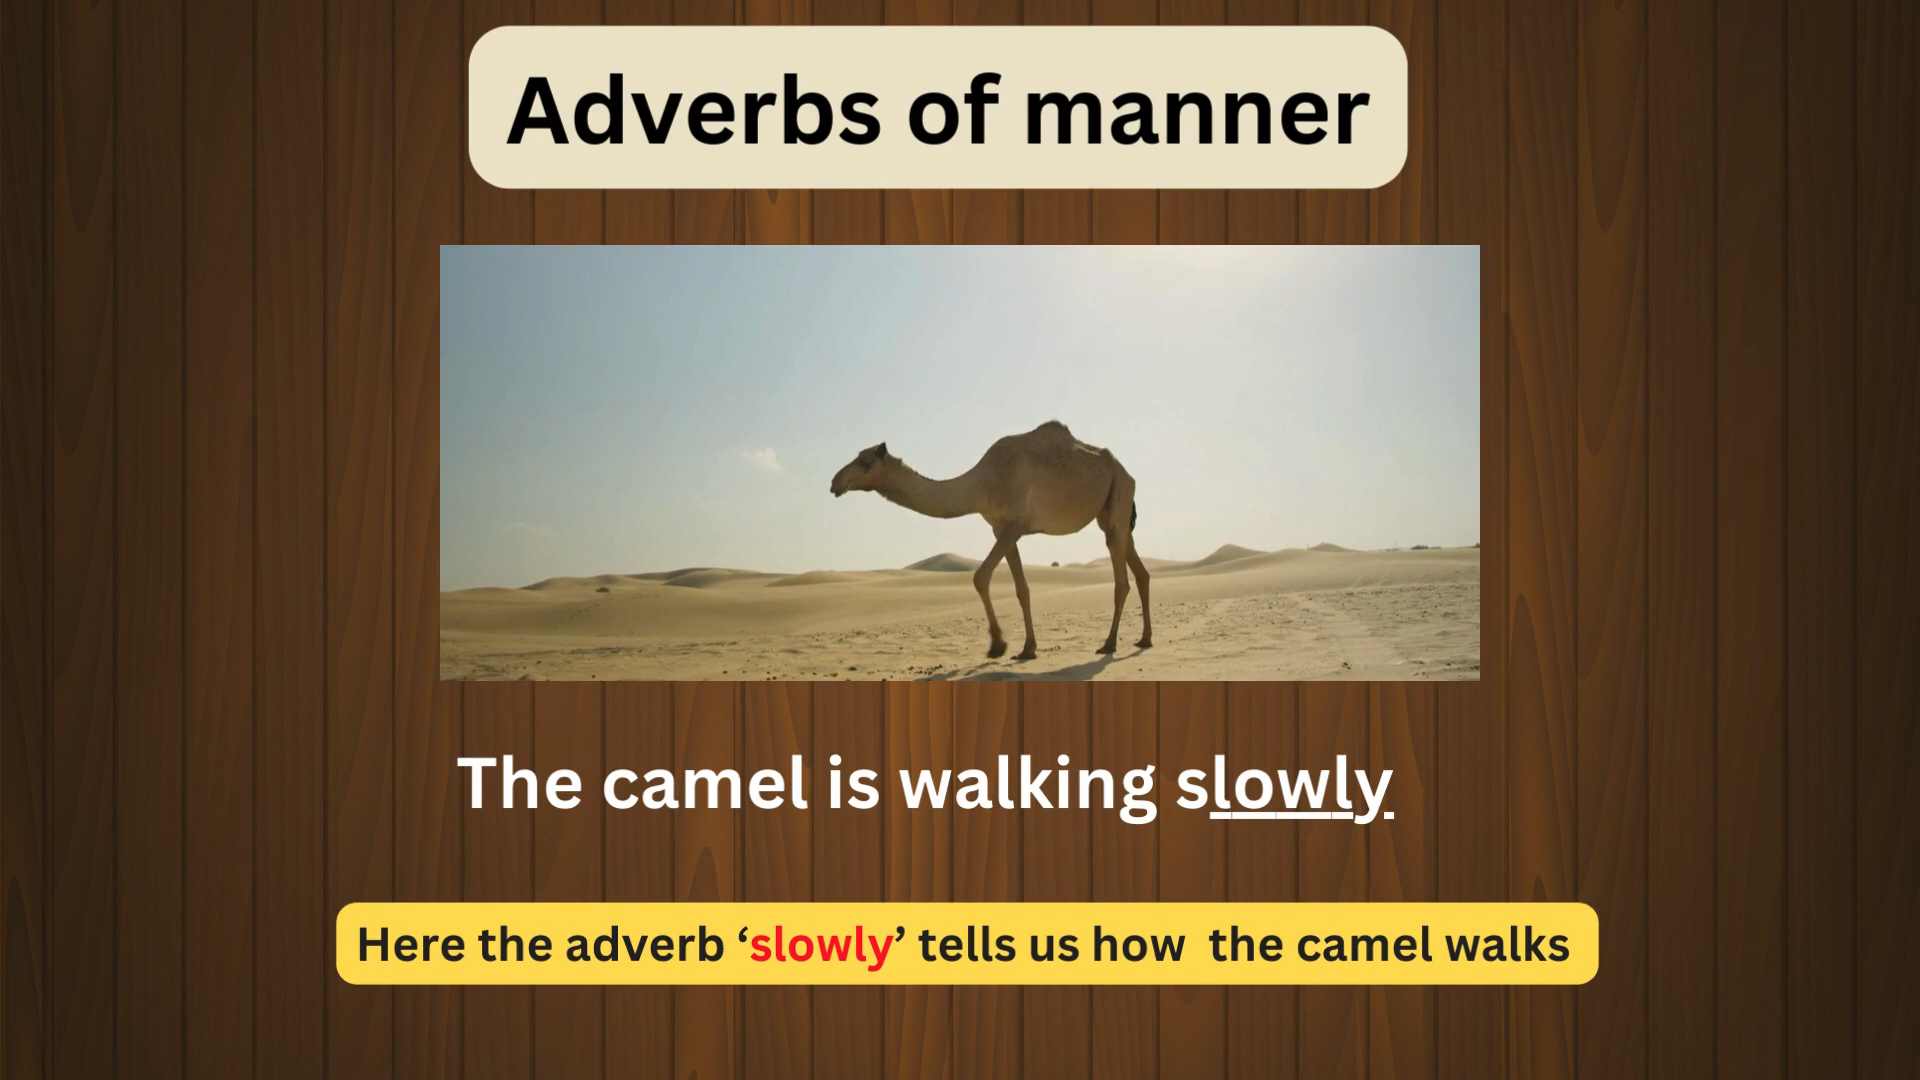 Adverbs of manner
The camel is walking slowly
Here the adverb ‘slowly’ tells us how the camel walks